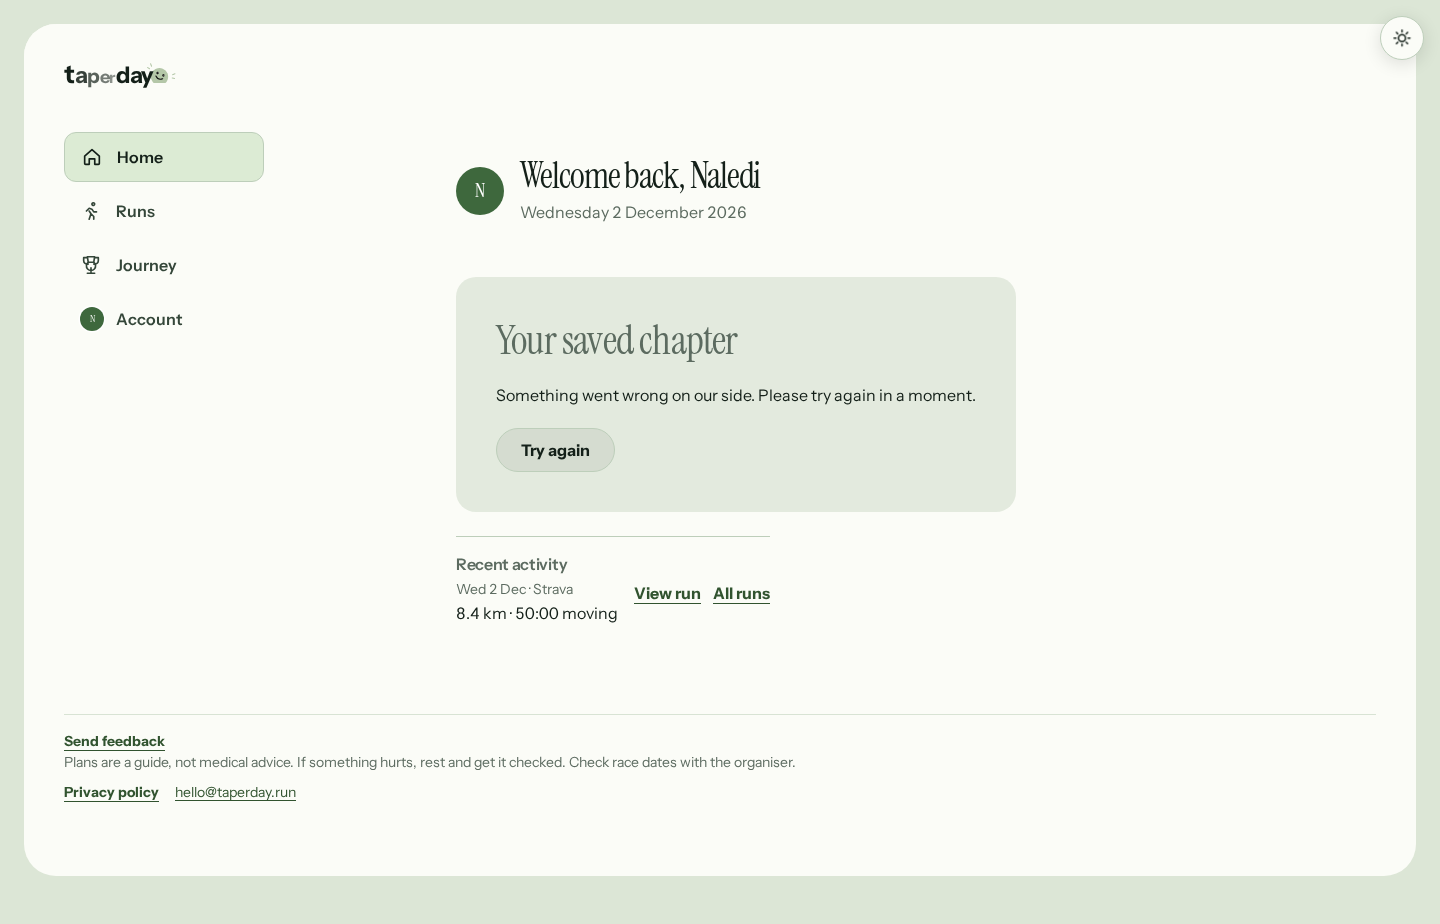 taperday
Home
Runs
Journey
N Account
N
Welcome back, Naledi
Wednesday 2 December 2026
Your saved chapter
Something went wrong on our side. Please try again in a moment.
Try again
Recent activity
Wed 2 Dec · Strava
8.4 km · 50:00 moving
View run All runs
Send feedback
Plans are a guide, not medical advice. If something hurts, rest and get it checked. Check race dates with the organiser.
Privacy policy hello@taperday.run